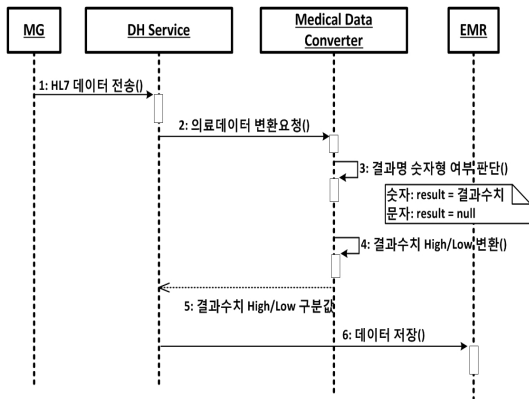 MG
DH Service
Medical Data
Converter
EMR
1: HL7 데이터 전송()
2: 의료데이터 변환요청()
3: 결과명 숫자형 여부 판단()
숫자: result = 결과수치
문자: result = null
4: 결과수치 High/Low 변환()
5: 결과수치 High/Low 구분값
6: 데이터 저장()